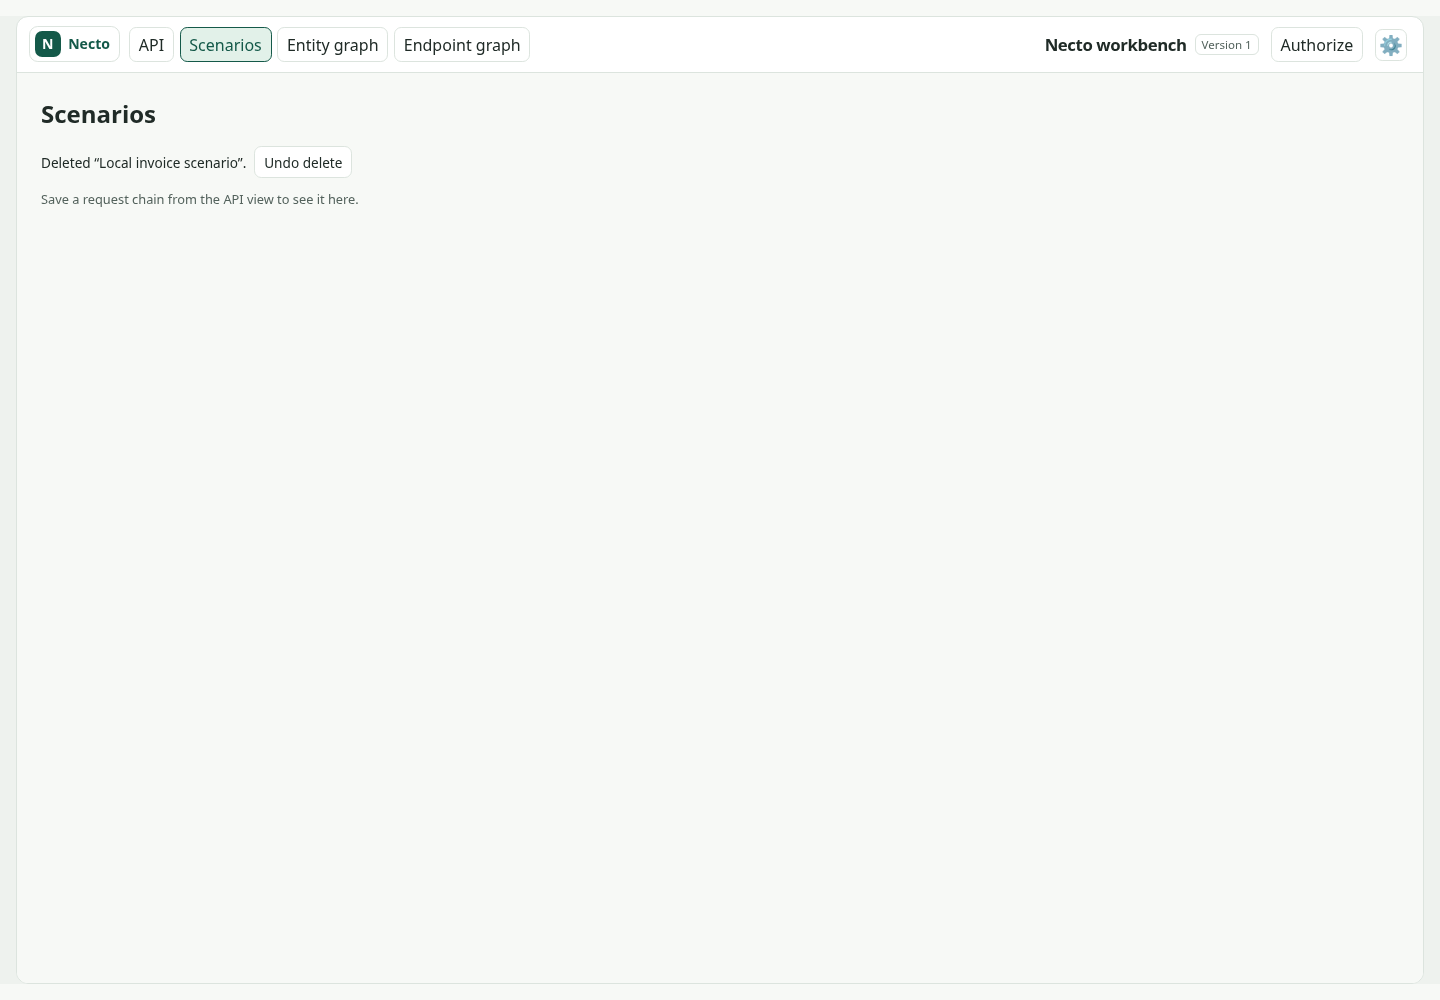 N Necto API Scenarios Entity graph Endpoint graph Necto workbench Version 1 Authorize
Scenarios
Deleted “Local invoice scenario”. Undo delete
Save a request chain from the API view to see it here.